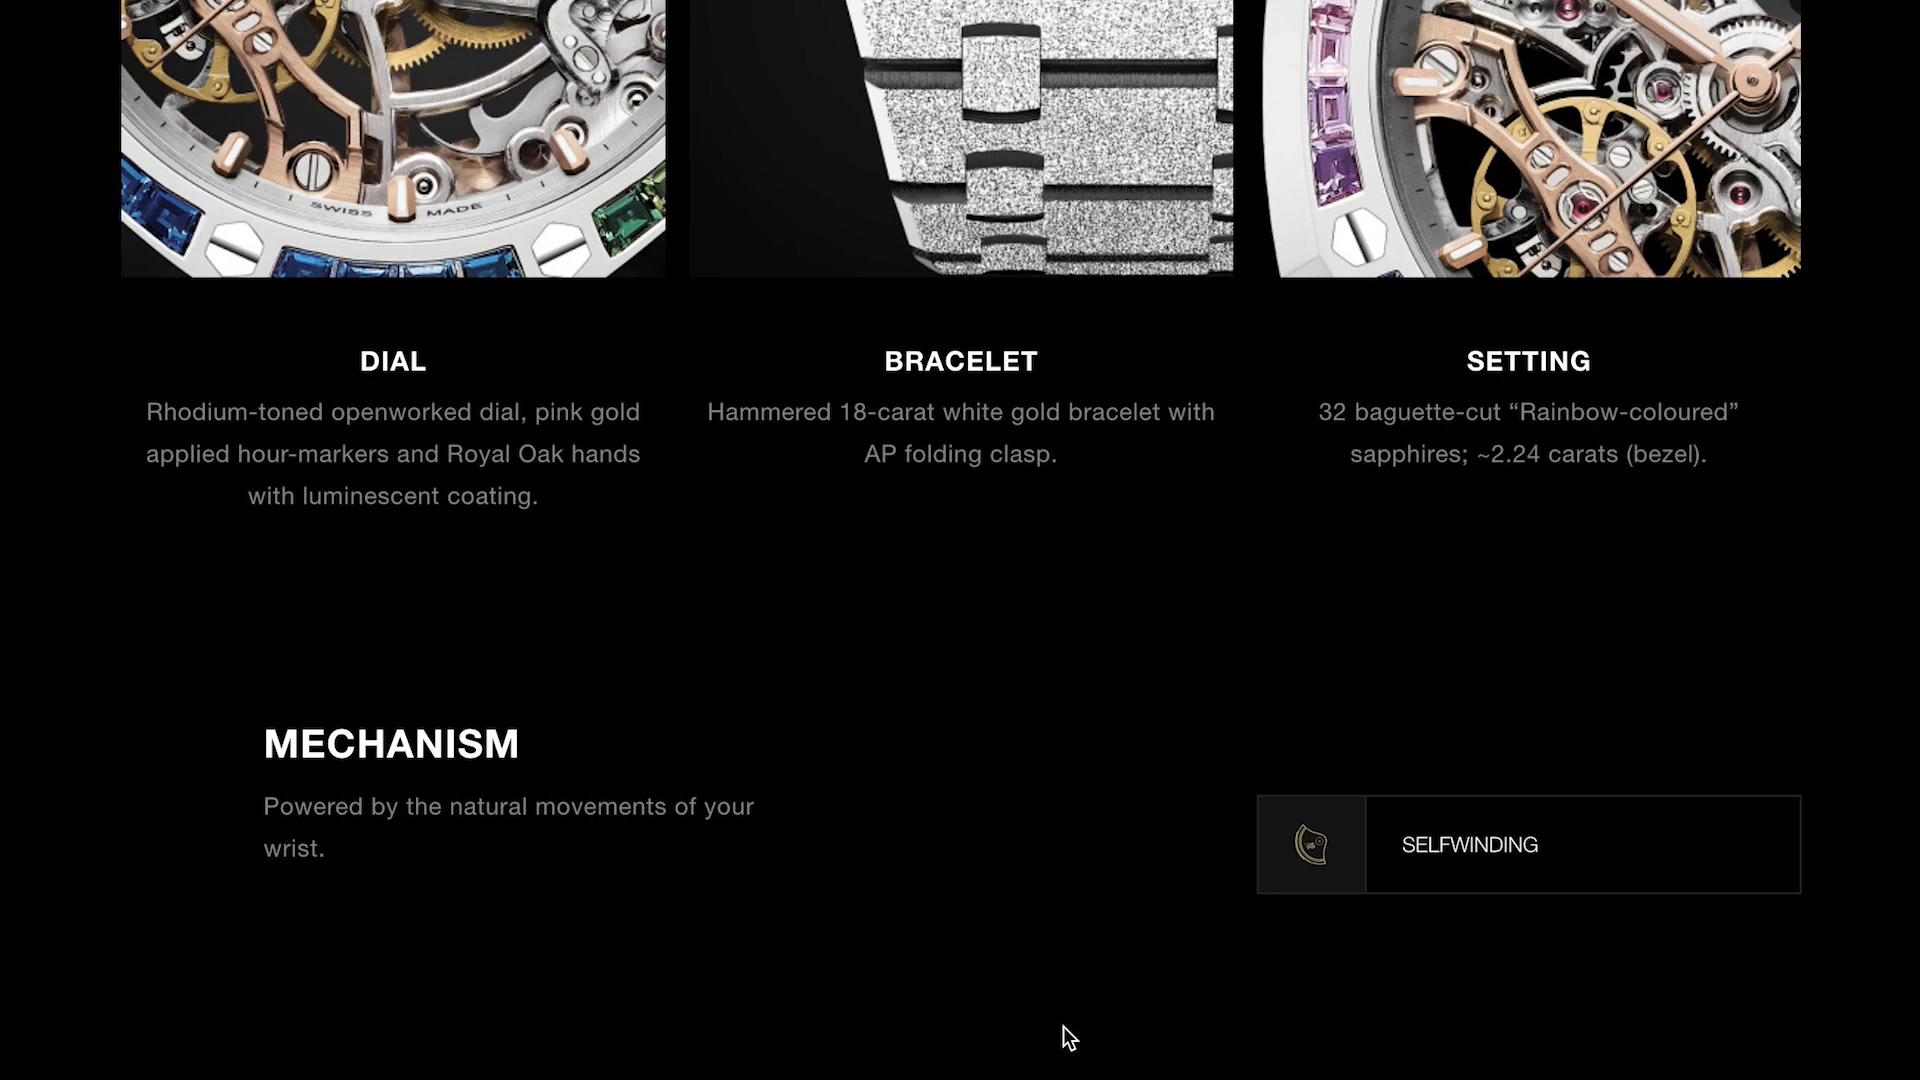 SWISS MADE
DIAL
Rhodium-toned openworked dial, pink gold
applied hour-markers and Royal Oak hands
with luminescent coating.
BRACELET
Hammered 18-carat white gold bracelet with
AP folding clasp.
SETTING
32 baguette-cut “Rainbow-coloured”
sapphires; ~2.24 carats (bezel).
MECHANISM
Powered by the natural movements of your
wrist.
SELFWINDING